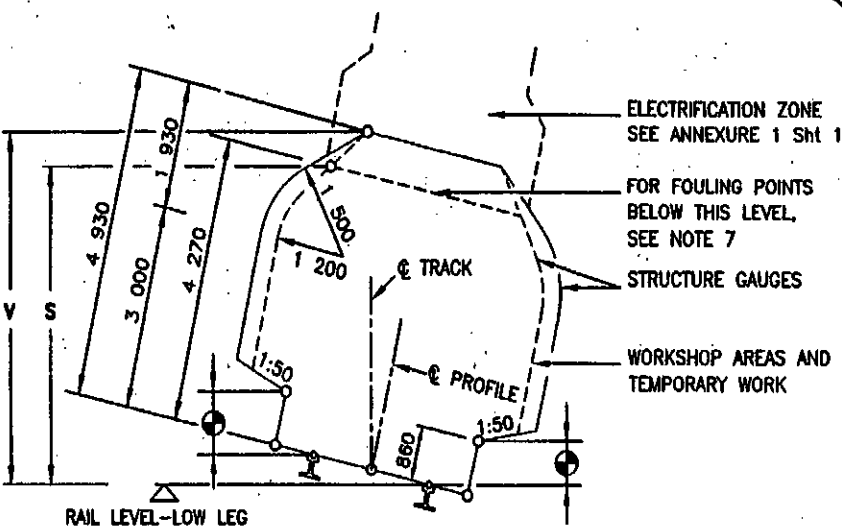 ELECTRIFICATION ZONE
SEE ANNEXURE 1 Sht 1
1 930
FOR FOULING POINTS
BELOW THIS LEVEL,
SEE NOTE 7
4 930
3 000
4 270
1 500
1 200
℄ TRACK
STRUCTURE GAUGES
V
S
1:50
℄ PROFILE
WORKSHOP AREAS AND
TEMPORARY WORK
860
1:50
RAIL LEVEL-LOW LEG